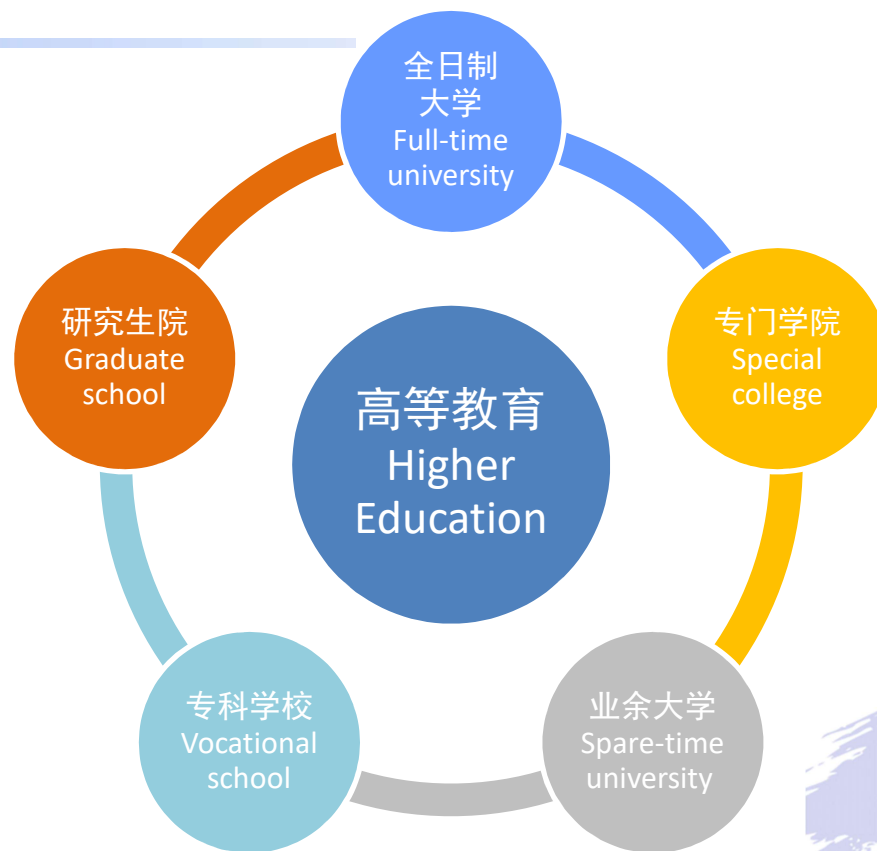 全日制
大学
Full-time
university
专门学院
Special
college
业余大学
Spare-time
university
专科学校
Vocational
school
研究生院
Graduate
school
高等教育
Higher
Education